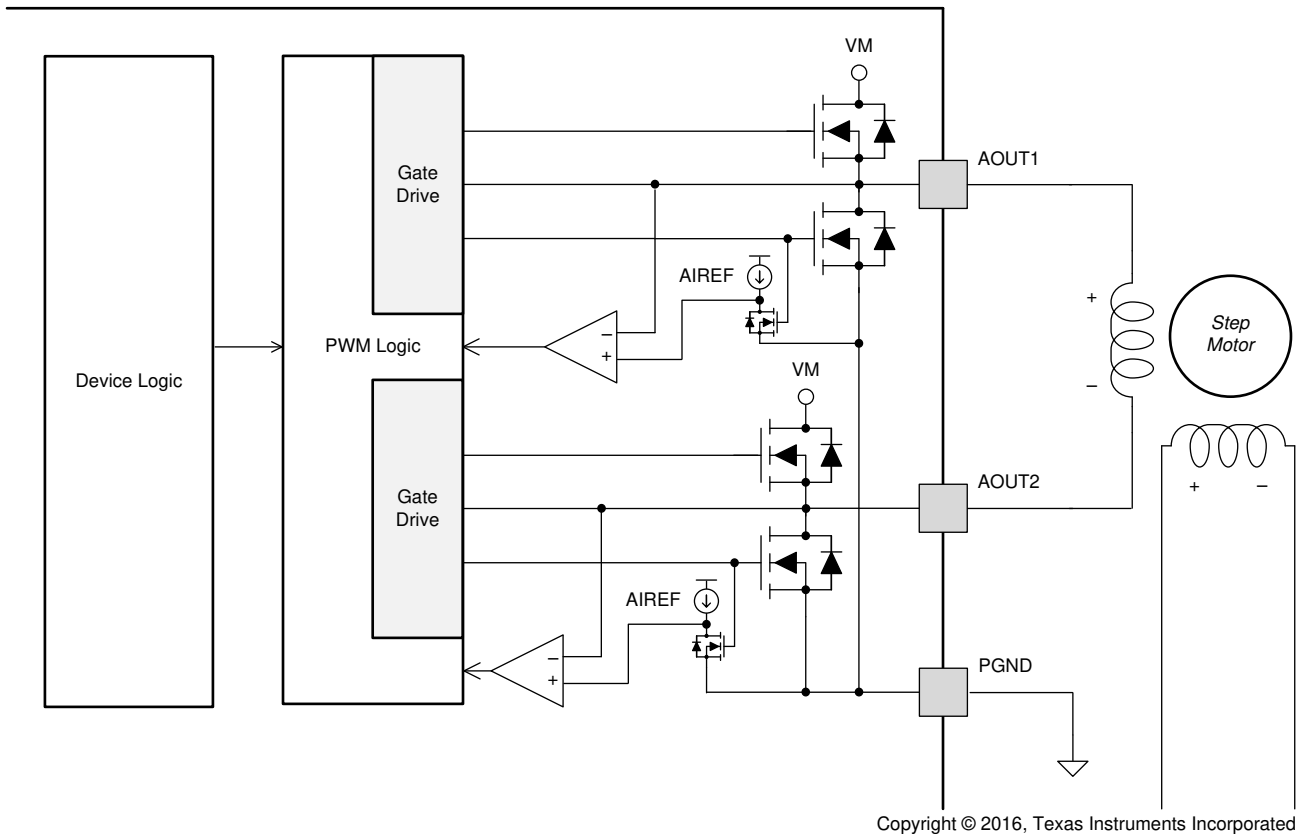 VM
AOUT1
Gate
Drive
AIREF
+
Step
Motor
−
+
PWM Logic
−
Device Logic
VM
AOUT2
Gate
Drive
+ −
AIREF
−
+
PGND
Copyright © 2016, Texas Instruments Incorporated